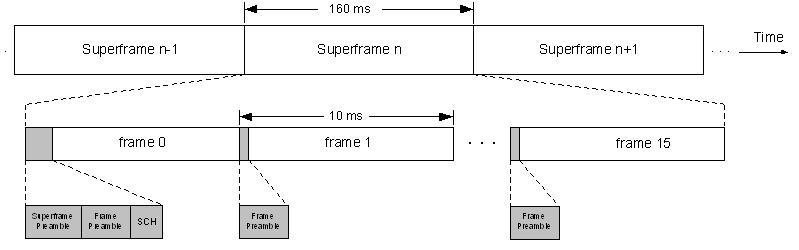 160 ms
Superframe n-1
Superframe n
Superframe n+1
. . .
Time
10 ms
frame 0
frame 1
. . .
frame 15
Superframe
Preamble
Frame
Preamble
SCH
Frame
Preamble
Frame
Preamble